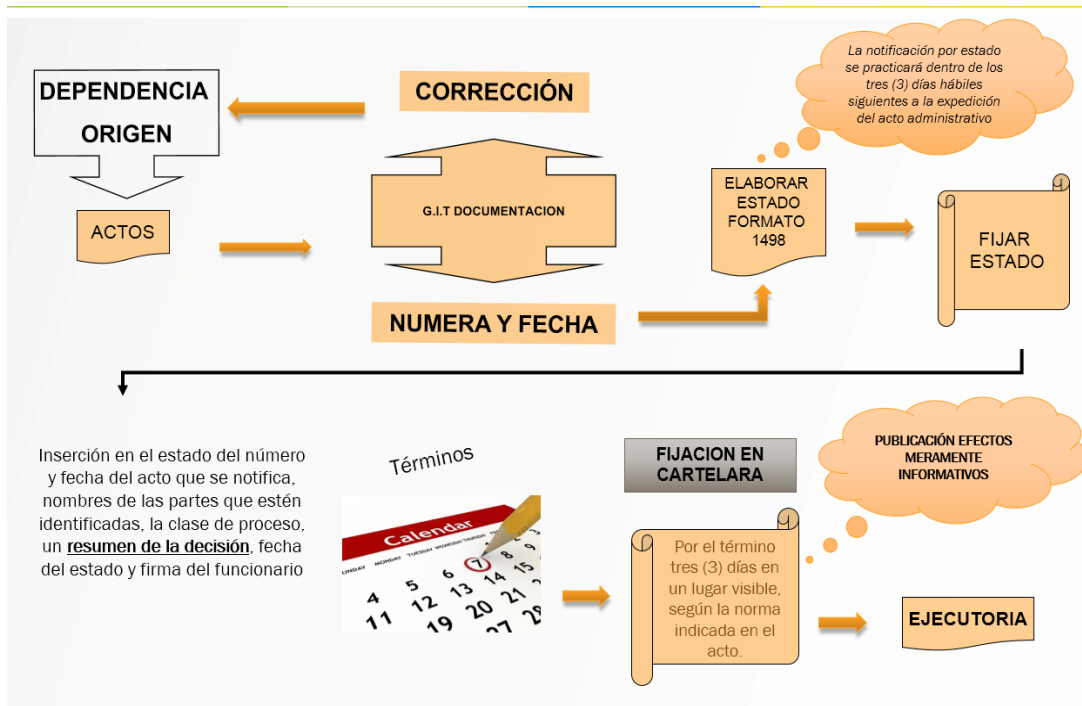 DEPENDENCIA
ORIGEN
ACTOS
CORRECCIÓN
G.I.T DOCUMENTACION
NUMERA Y FECHA
La notificación por estado
se practicará dentro de los
tres (3) días hábiles
siguientes a la expedición
del acto administrativo
ELABORAR
ESTADO
FORMATO
1498
FIJAR
ESTADO
Inserción en el estado del número
y fecha del acto que se notifica,
nombres de las partes que estén
identificadas, la clase de proceso,
un resumen de la decisión, fecha
del estado y firma del funcionario
Términos
Calendar
MONDAY TUESDAY WEDNESDAY THURSDAY
4 5 6 7 8 9
11 12 13 14 15
19 20 21
27 28
FIJACION EN
CARTELARA
Por el término
tres (3) días en
un lugar visible,
según la norma
indicada en el
acto.
PUBLICACIÓN EFECTOS
MERAMENTE
INFORMATIVOS
EJECUTORIA